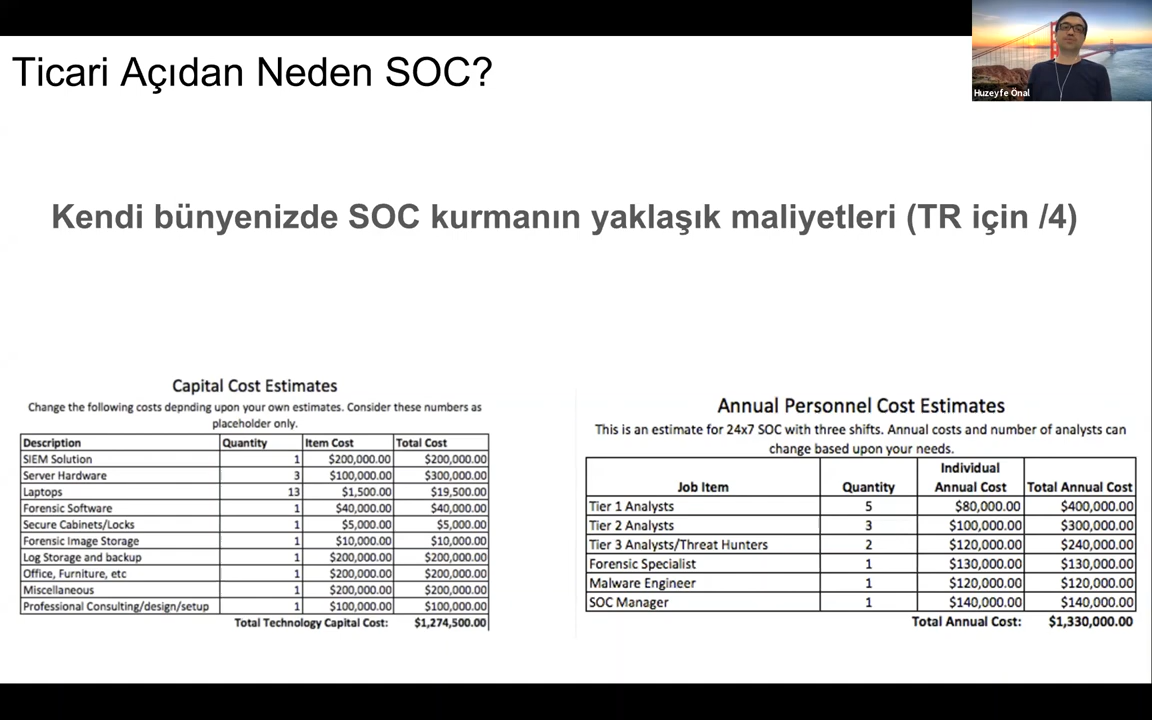 Ticari Açıdan Neden SOC?
Huzeyfe Önal
Kendi bünyenizde SOC kurmanın yaklaşık maliyetleri (TR için /4)
Capital Cost Estimates
Change the following costs depnding upon your own estimates. Consider these numbers as
placeholder only.
Description Quantity Item Cost Total Cost
SIEM Solution 1 $200,000.00 $200,000.00
Server Hardware 3 $100,000.00 $300,000.00
Laptops 13 $1,500.00 $19,500.00
Forensic Software 1 $40,000.00 $40,000.00
Secure Cabinets/Locks 1 $5,000.00 $5,000.00
Forensic Image Storage 1 $10,000.00 $10,000.00
Log Storage and backup 1 $200,000.00 $200,000.00
Office, Furniture, etc 1 $200,000.00 $200,000.00
Miscellaneous 1 $200,000.00 $200,000.00
Professional Consulting/design/setup 1 $100,000.00 $100,000.00
Total Technology Capital Cost: $1,274,500.00
Annual Personnel Cost Estimates
This is an estimate for 24x7 SOC with three shifts. Annual costs and number of analysts can
change based upon your needs.
Individual
Job Item Quantity Annual Cost Total Annual Cost
Tier 1 Analysts 5 $80,000.00 $400,000.00
Tier 2 Analysts 3 $100,000.00 $300,000.00
Tier 3 Analysts/Threat Hunters 2 $120,000.00 $240,000.00
Forensic Specialist 1 $130,000.00 $130,000.00
Malware Engineer 1 $120,000.00 $120,000.00
SOC Manager 1 $140,000.00 $140,000.00
Total Annual Cost: $1,330,000.00